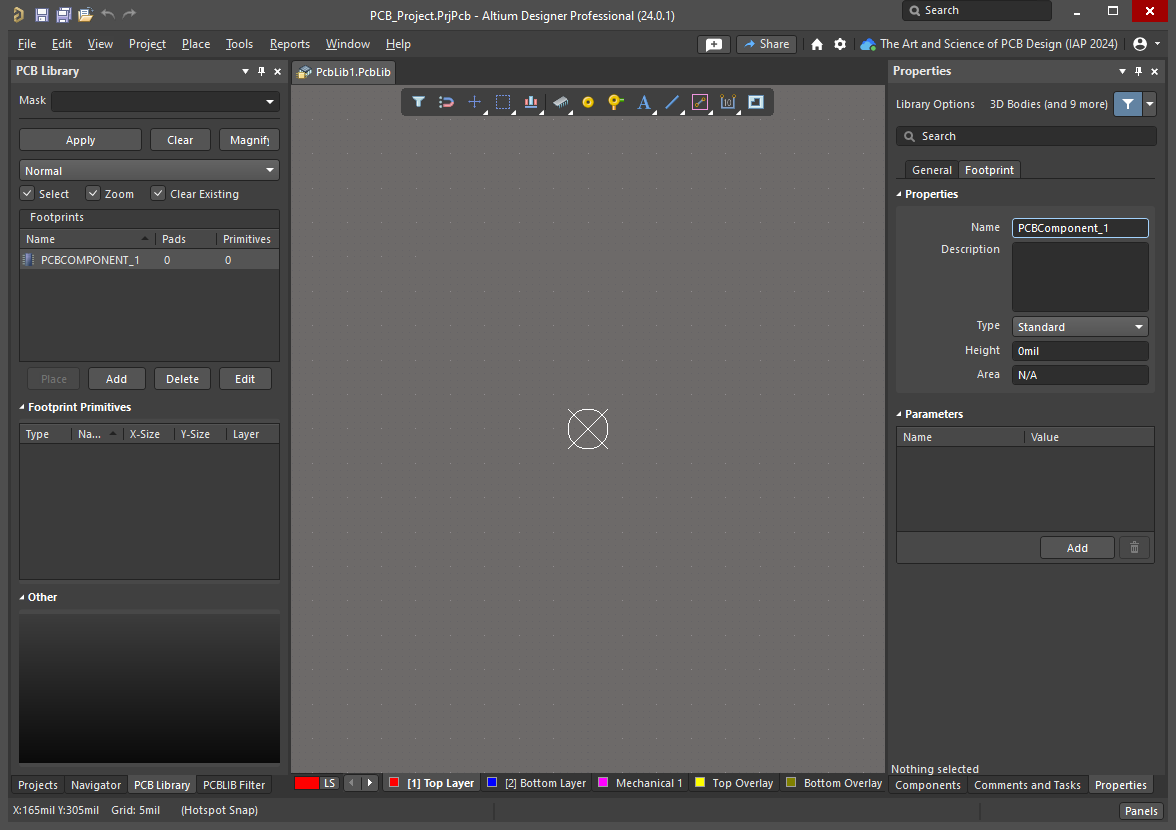 PCB_Project.PrjPcb - Altium Designer Professional (24.0.1)
Search
File Edit View Project Place Tools Reports Window Help
Share
The Art and Science of PCB Design (IAP 2024)
PCB Library
PcbLib1.PcbLib
Properties
Mask
Library Options 3D Bodies (and 9 more)
Search
Apply Clear Magnify
Normal
General Footprint
Select Zoom Clear Existing
Properties
Footprints
Name Pads Primitives
PCBCOMPONENT_1 0 0
Name PCBComponent_1
Description
Type Standard
Height 0mil
Area N/A
Place Add Delete Edit
Footprint Primitives
Type Na... X-Size Y-Size Layer
Parameters
Name Value
Add
Other
Nothing selected
LS [1] Top Layer [2] Bottom Layer Mechanical 1 Top Overlay Bottom Overlay
Projects Navigator PCB Library PCBLIB Filter
Components Comments and Tasks Properties
X:165mil Y:305mil Grid: 5mil (Hotspot Snap)
Panels